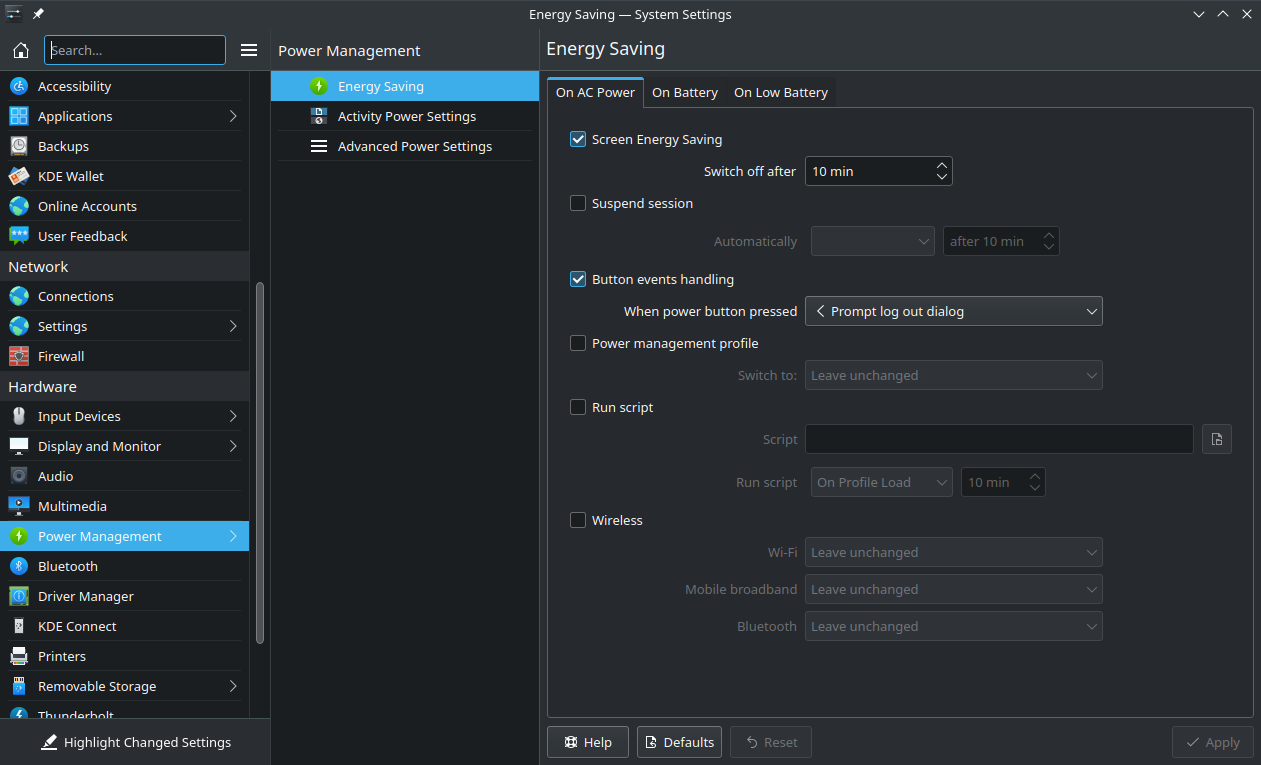 Energy Saving — System Settings
Search...
Accessibility
Applications
Backups
KDE Wallet
Online Accounts
User Feedback
Network
Connections
Settings
Firewall
Hardware
Input Devices
Display and Monitor
Audio
Multimedia
Power Management
Bluetooth
Driver Manager
KDE Connect
Printers
Removable Storage
Thunderbolt
Highlight Changed Settings
Power Management
Energy Saving
Activity Power Settings
Advanced Power Settings
Energy Saving
On AC Power On Battery On Low Battery
Screen Energy Saving
Switch off after 10 min
Suspend session
Automatically after 10 min
Button events handling
When power button pressed Prompt log out dialog
Power management profile
Switch to: Leave unchanged
Run script
Script
Run script On Profile Load 10 min
Wireless
Wi-Fi Leave unchanged
Mobile broadband Leave unchanged
Bluetooth Leave unchanged
Help Defaults Reset Apply